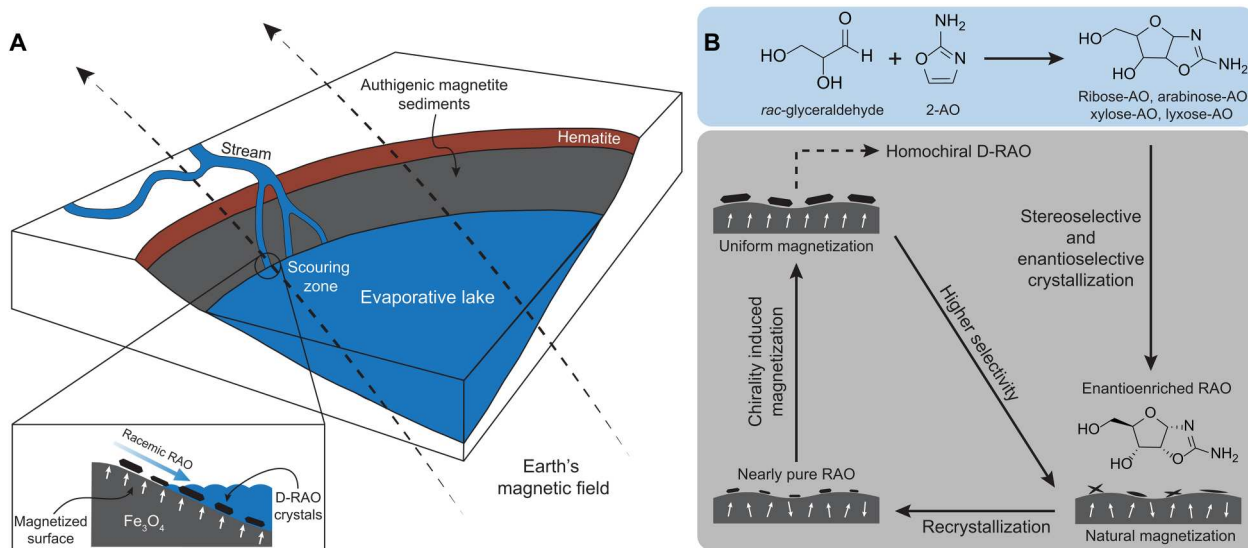 A
Authigenic magnetite
sediments
Stream
Hematite
Scouring
zone
Evaporative lake
Earth's
magnetic field
Racemic RAO
D-RAO
crystals
Magnetized
surface
Fe₃O₄
B
O
HO
H
OH
rac-glyceraldehyde
+
NH₂
O
N
2-AO
HO
O
N
NH₂
HO
O
Ribose-AO, arabinose-AO
xylose-AO, lyxose-AO
Homochiral D-RAO
Uniform magnetization
Stereoselective
and
enantioselective
crystallization
Higher selectivity
Chirality induced
magnetization
Enantioenriched RAO
HO
O
N
NH₂
HO
O
Nearly pure RAO
Recrystallization
Natural magnetization